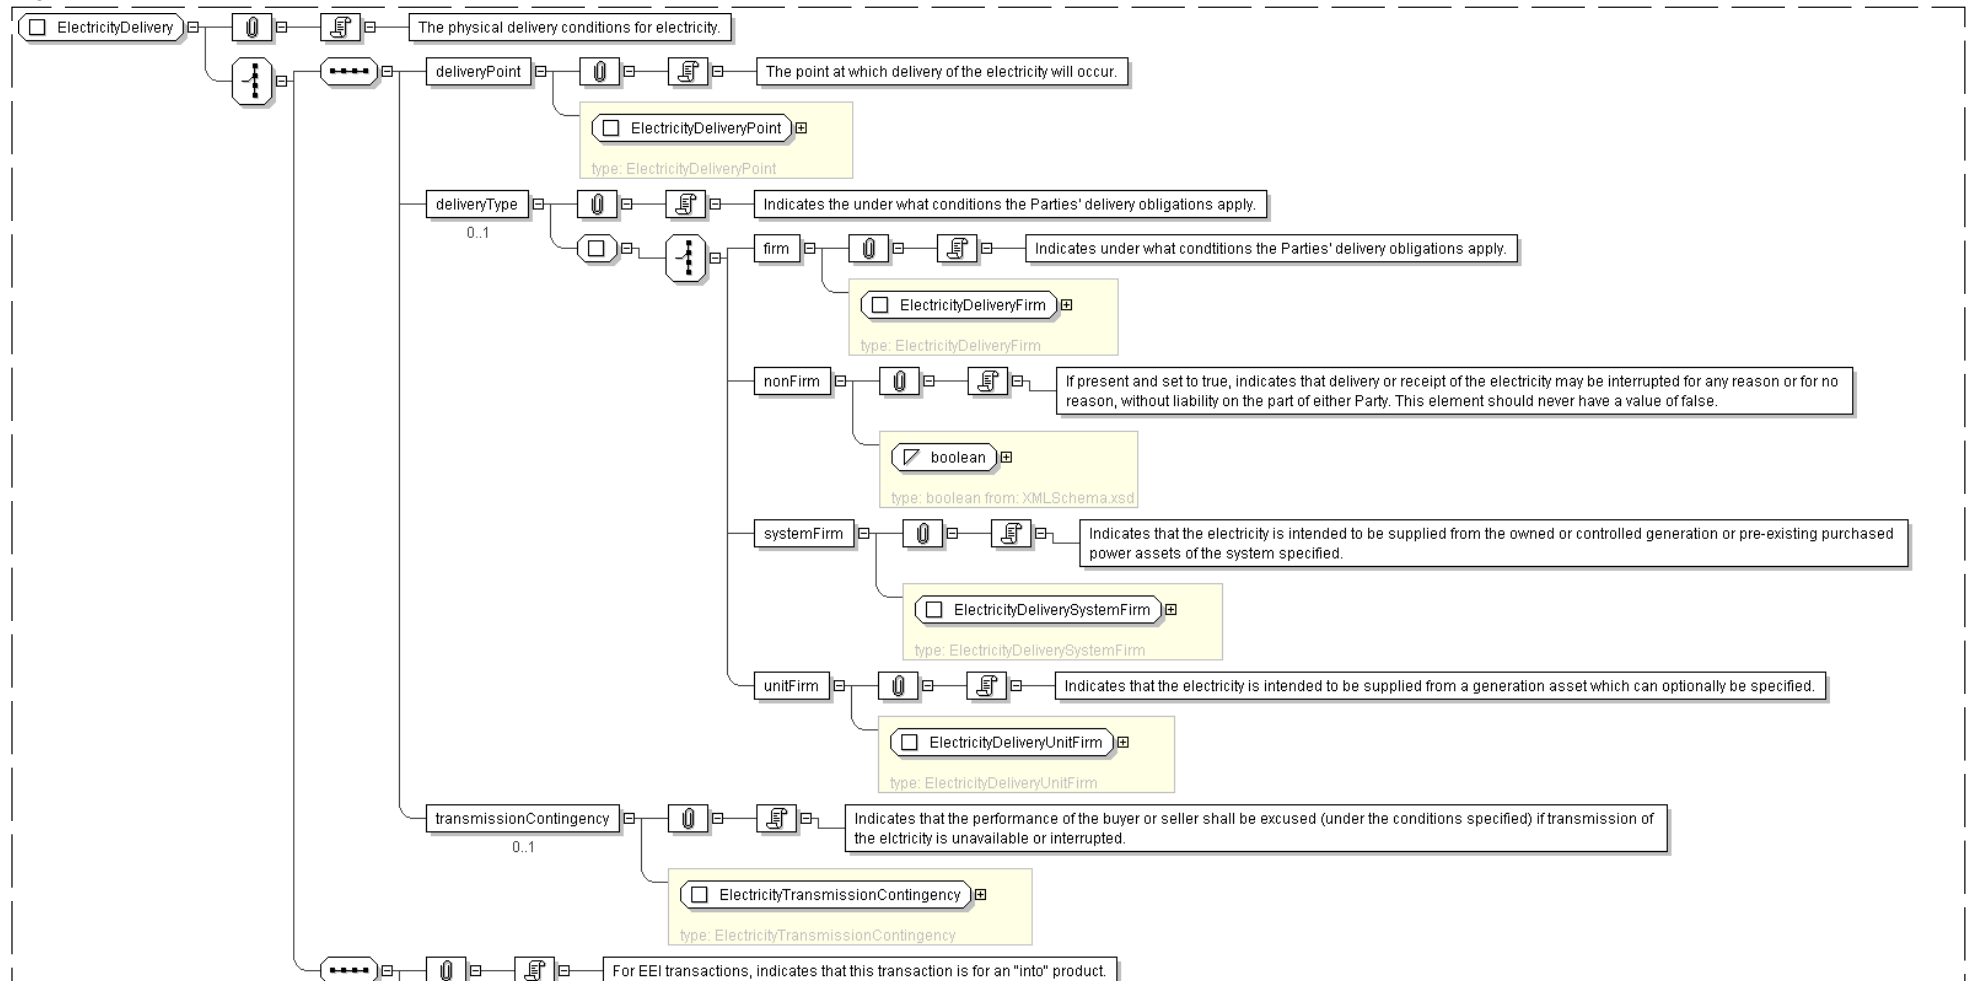 ElectricityDelivery
The physical delivery conditions for electricity.
deliveryPoint
The point at which delivery of the electricity will occur.
ElectricityDeliveryPoint
type: ElectricityDeliveryPoint
deliveryType
0..1
Indicates the under what conditions the Parties' delivery obligations apply.
firm
Indicates under what condtitions the Parties' delivery obligations apply.
ElectricityDeliveryFirm
type: ElectricityDeliveryFirm
nonFirm
If present and set to true, indicates that delivery or receipt of the electricity may be interrupted for any reason or for no
reason, without liability on the part of either Party. This element should never have a value of false.
boolean
type: boolean from: XMLSchema.xsd
systemFirm
Indicates that the electricity is intended to be supplied from the owned or controlled generation or pre-existing purchased
power assets of the system specified.
ElectricityDeliverySystemFirm
type: ElectricityDeliverySystemFirm
unitFirm
Indicates that the electricity is intended to be supplied from a generation asset which can optionally be specified.
ElectricityDeliveryUnitFirm
type: ElectricityDeliveryUnitFirm
transmissionContingency
0..1
Indicates that the performance of the buyer or seller shall be excused (under the conditions specified) if transmission of
the elctricity is unavailable or interrupted.
ElectricityTransmissionContingency
type: ElectricityTransmissionContingency
For EEI transactions, indicates that this transaction is for an "into" product.